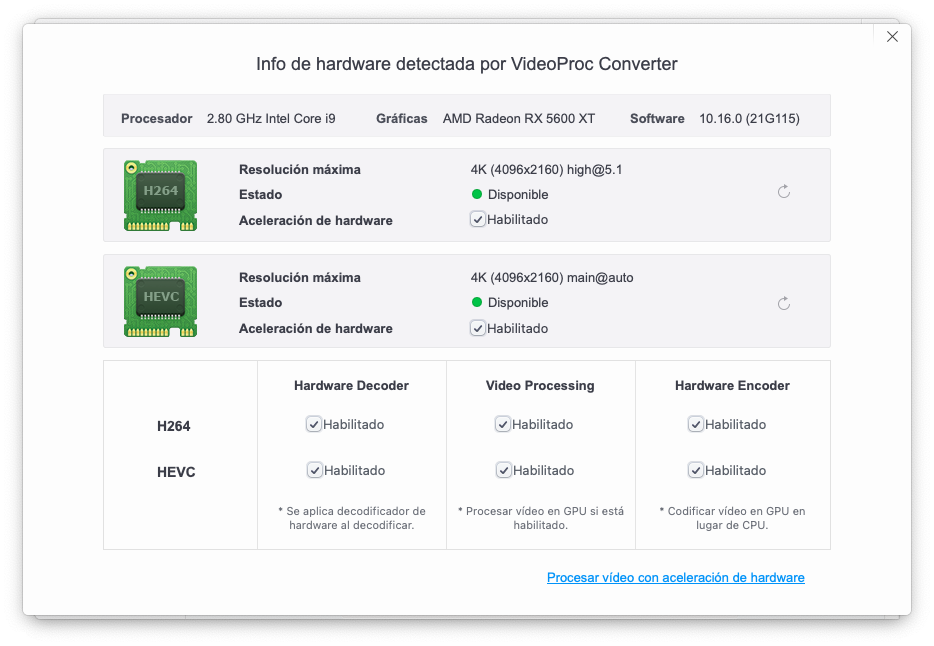 Info de hardware detectada por VideoProc Converter
Procesador 2.80 GHz Intel Core i9 Gráficas AMD Radeon RX 5600 XT Software 10.16.0 (21G115)
H264
Resolución máxima 4K (4096x2160) high@5.1
Estado Disponible
Aceleración de hardware Habilitado
HEVC
Resolución máxima 4K (4096x2160) main@auto
Estado Disponible
Aceleración de hardware Habilitado
Hardware Decoder Video Processing Hardware Encoder
H264 Habilitado Habilitado Habilitado
HEVC Habilitado Habilitado Habilitado
* Se aplica decodificador de
hardware al decodificar.
* Procesar vídeo en GPU si está
habilitado.
* Codificar vídeo en GPU en
lugar de CPU.
Procesar vídeo con aceleración de hardware